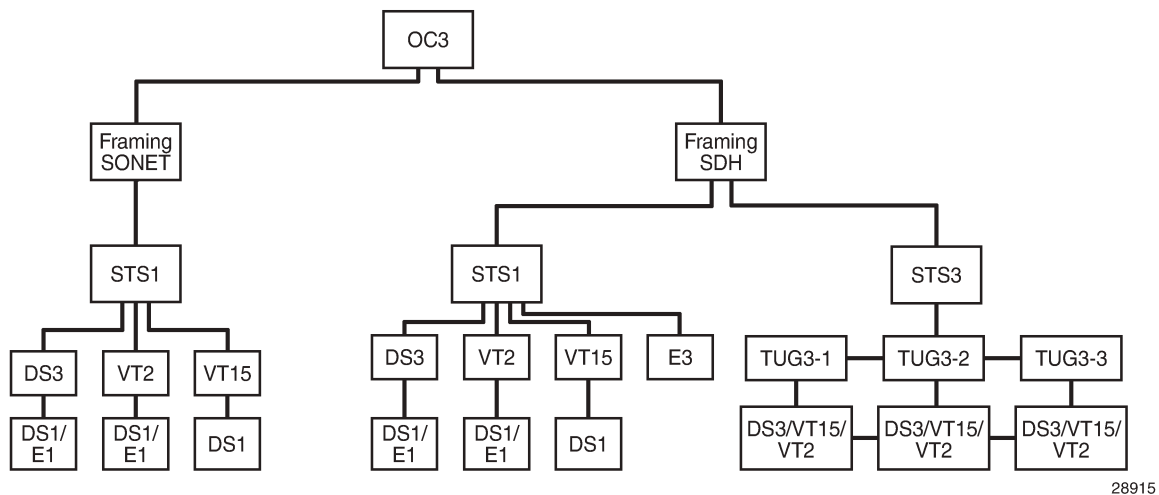 OC3
Framing
SONET
Framing
SDH
STS1
STS1
STS3
DS3
VT2
VT15
DS3
VT2
VT15
E3
TUG3-1
TUG3-2
TUG3-3
DS1/
E1
DS1/
E1
DS1
DS1/
E1
DS1/
E1
DS1
DS3/VT15/
VT2
DS3/VT15/
VT2
DS3/VT15/
VT2
28915